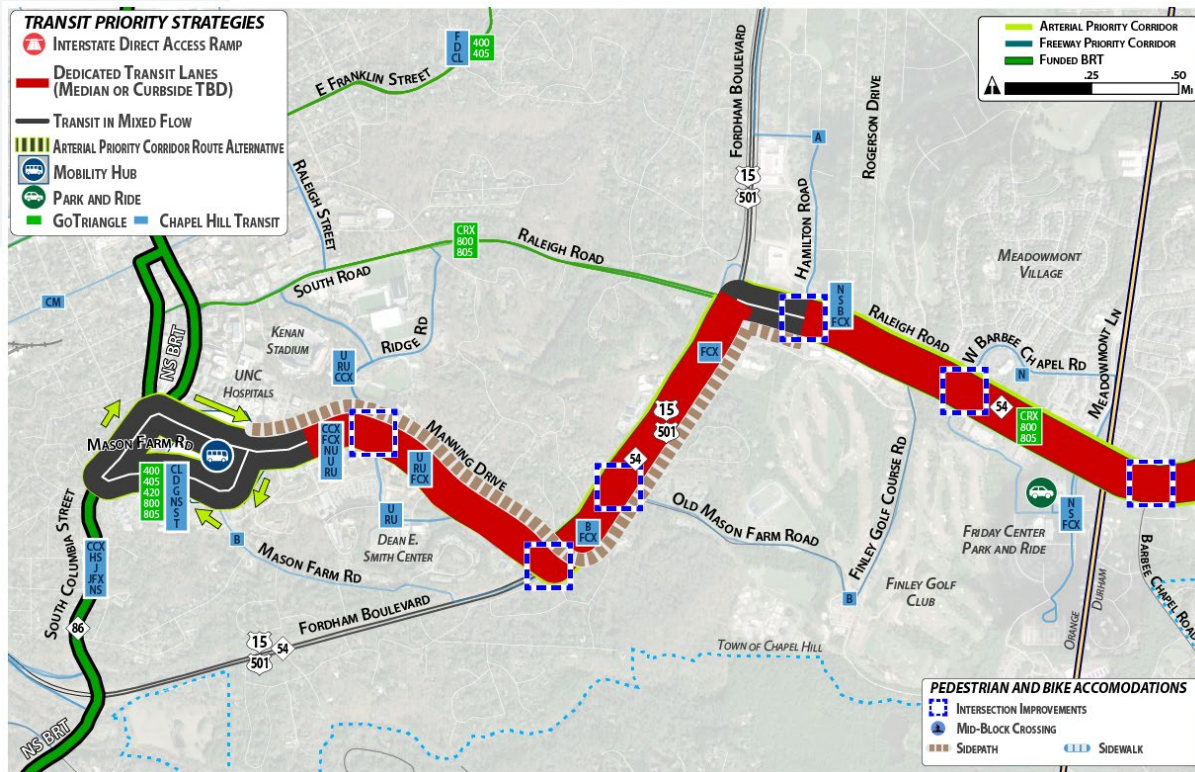 TRANSIT PRIORITY STRATEGIES
INTERSTATE DIRECT ACCESS RAMP
DEDICATED TRANSIT LANES
(MEDIAN OR CURBSIDE TBD)
TRANSIT IN MIXED FLOW
ARTERIAL PRIORITY CORRIDOR ROUTE ALTERNATIVE
MOBILITY HUB
PARK AND RIDE
GOTRIANGLE
CHAPEL HILL TRANSIT
ARTERIAL PRIORITY CORRIDOR
FREEWAY PRIORITY CORRIDOR
FUNDED BRT
.25
.50
MI
F
D
CL
400
405
E FRANKLIN STREET
FORDHAM BOULEVARD
15
501
A
ROGERSON DRIVE
HAMILTON ROAD
RALEIGH STREET
CRX
800
805
RALEIGH ROAD
SOUTH ROAD
MEADOWMONT
VILLAGE
CM
NS BRT
KENAN
STADIUM
RIDGE RD
U
RU
CCX
UNC
HOSPITALS
N
S
B
FCX
RALEIGH ROAD
W BARBEE CHAPEL RD
N
MEADOWMONT LN
FCX
15
501
54
54
CRX
800
805
MASON FARM RD
CCX
FCX
NU
U
RU
MANNING DRIVE
U
RU
FCX
400
405
420
800
805
CL
D
G
NS
S
T
U
RU
DEAN E.
SMITH CENTER
B
FCX
OLD MASON FARM ROAD
FINLEY GOLF COURSE RD
N
S
FCX
FRIDAY CENTER
PARK AND RIDE
B
MASON FARM RD
SOUTH COLUMBIA STREET
CCX
HS
J
JFX
NS
FORDHAM BOULEVARD
B
FINLEY GOLF
CLUB
BARBEE CHAPEL ROAD
86
15
501
54
TOWN OF CHAPEL HILL
ORANGE
DURHAM
NS BRT
PEDESTRIAN AND BIKE ACCOMODATIONS
INTERSECTION IMPROVEMENTS
MID-BLOCK CROSSING
SIDEPATH
SIDEWALK